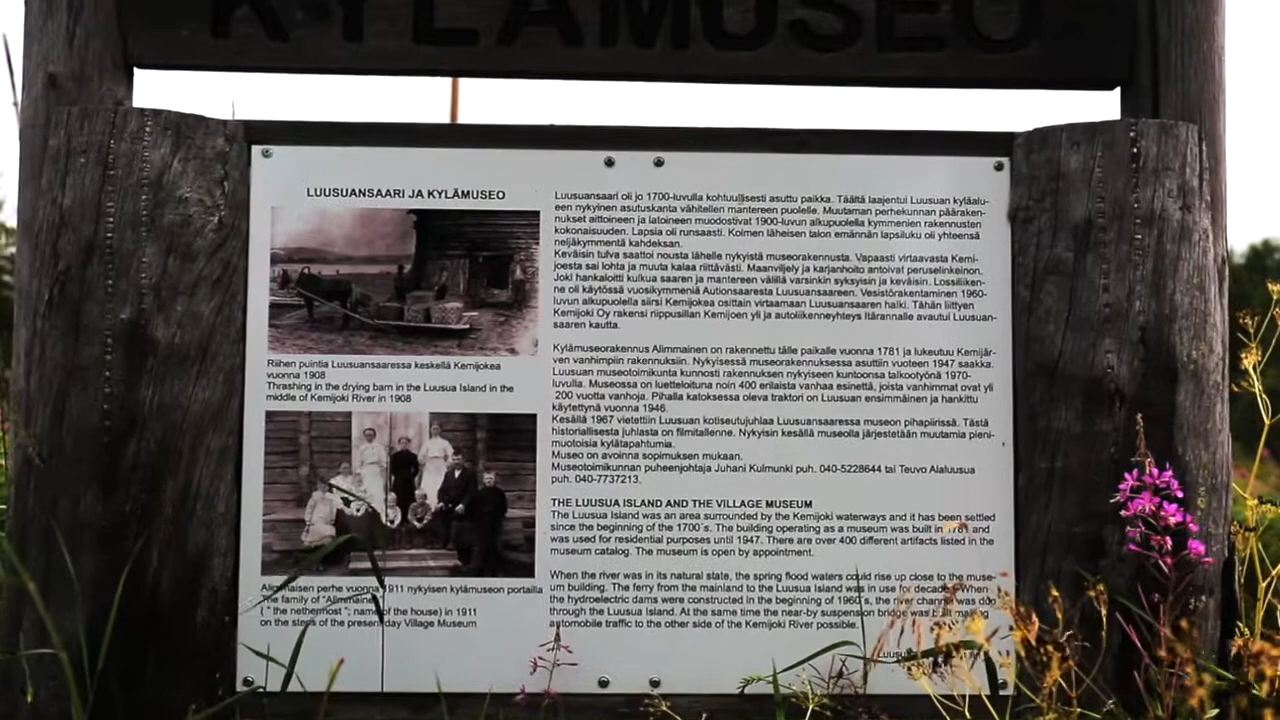 KYLÄMUSEO
LUUSUANSAARI JA KYLÄMUSEO
Riihen puintia Luusuansaaressa keskellä Kemijokea
vuonna 1908
Thrashing in the drying barn in the Luusua Island in the
middle of Kemijoki River in 1908
Alimmaisen perhe vuonna 1911 nykyisen kylämuseon portailla
The family of "Alimmainen"
( " the nethermost "; name of the house) in 1911
on the steps of the present day Village Museum
Luusuansaari oli jo 1700-luvulla kohtuullisesti asuttu paikka. Täältä laajentui Luusuan kyläalu-
een nykyinen asutuskanta vähitellen mantereen puolelle. Muutaman perhekunnan pääraken-
nukset aittoineen ja latoineen muodostivat 1900-luvun alkupuolella kymmenien rakennusten
kokonaisuuden. Lapsia oli runsaasti. Kolmen läheisen talon emännän lapsiluku oli yhteensä
neljäkymmentä kahdeksan.
Keväisin tulva saattoi nousta lähelle nykyistä museorakennusta. Vapaasti virtaavasta Kemi-
joesta sai lohta ja muuta kalaa riittävästi. Maanviljely ja karjanhoito antoivat peruselinkeinon.
Joki hankaloitti kulkua saaren ja mantereen välillä varsinkin syksyisin ja keväisin. Lossiliiken-
ne oli käytössä vuosikymmeniä Autionsaaresta Luusuansaareen. Vesistörakentaminen 1960-
luvun alkupuolella siirsi Kemijokea osittain virtaamaan Luusuansaaren halki. Tähän liittyen
Kemijoki Oy rakensi riippusillan Kemijoen yli ja autoliikenneyhteys Itärannalle avautui Luusuan-
saaren kautta.
Kylämuseorakennus Alimmainen on rakennettu tälle paikalle vuonna 1781 ja lukeutuu Kemijär-
ven vanhimpiin rakennuksiin. Nykyisessä museorakennuksessa asuttiin vuoteen 1947 saakka.
Luusuan museotoimikunta kunnosti rakennuksen nykyiseen kuntoonsa talkootyönä 1970-
luvulla. Museossa on luetteloituna noin 400 erilaista vanhaa esinettä, joista vanhimmat ovat yli
200 vuotta vanhoja. Pihalla katoksessa oleva traktori on Luusuan ensimmäinen ja hankittu
käytettynä vuonna 1946.
Kesällä 1967 vietettiin Luusuan kotiseutujuhlaa Luusuansaaressa museon pihapiirissä. Tästä
historiallisesta juhlasta on filmitallenne. Nykyisin kesällä museolla järjestetään muutamia pieni-
muotoisia kylätapahtumia.
Museo on avoinna sopimuksen mukaan.
Museotoimikunnan puheenjohtaja Juhani Kulmunki puh. 040-5228644 tai Teuvo Alaluusua
puh. 040-7737213.
THE LUUSUA ISLAND AND THE VILLAGE MUSEUM
The Luusua Island was an area surrounded by the Kemijoki waterways and it has been settled
since the beginning of the 1700´s. The building operating as a museum was built in 1781 and
was used for residential purposes until 1947. There are over 400 different artifacts listed in the
museum catalog. The museum is open by appointment.
When the river was in its natural state, the spring flood waters could rise up close to the muse-
um building. The ferry from the mainland to the Luusua Island was in use for decades. When
the hydroelectric dams were constructed in the beginning of 1960´s, the river channel was dug
through the Luusua Island. At the same time the near-by suspension bridge was built making
automobile traffic to the other side of the Kemijoki River possible.